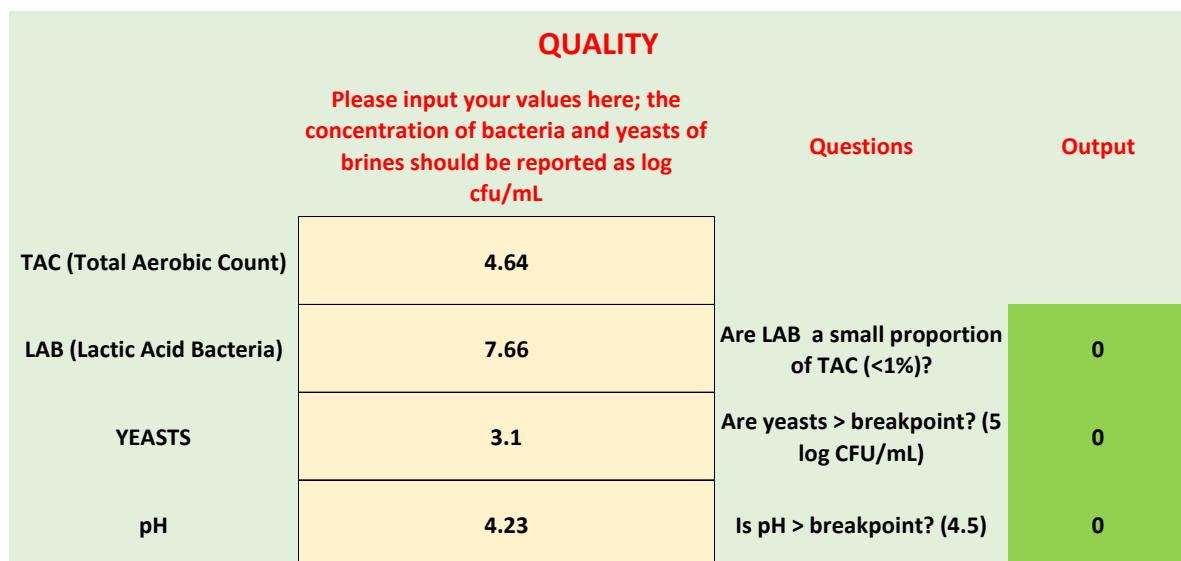 QUALITY
Please input your values here; the
concentration of bacteria and yeasts of
brines should be reported as log
cfu/mL
Questions
Output
TAC (Total Aerobic Count)
4.64
LAB (Lactic Acid Bacteria)
7.66
Are LAB a small proportion
of TAC (<1%)?
0
YEASTS
3.1
Are yeasts > breakpoint? (5
log CFU/mL)
0
pH
4.23
Is pH > breakpoint? (4.5)
0